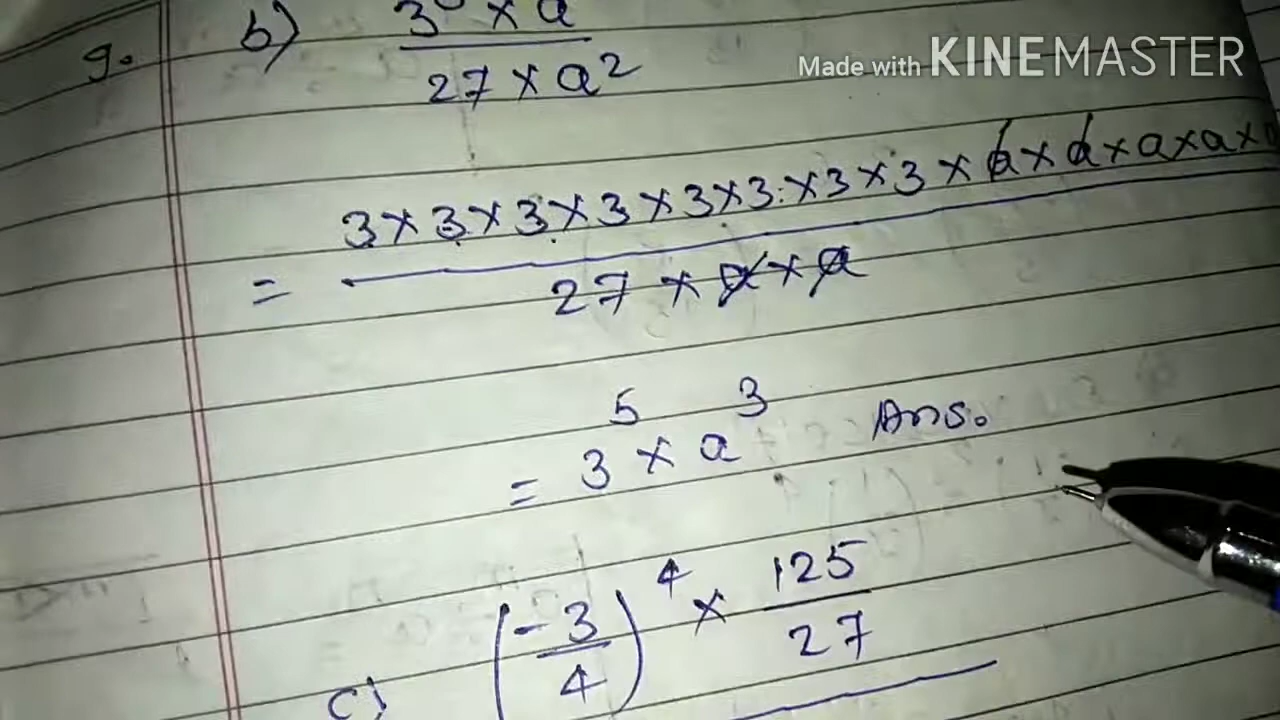 9. b) 3 × a
27 × a²
Made with KINEMASTER
3 × 3 × 3 × 3 × 3 × 3 × 3 × 3 × a × a × a × a ×
= 27 × a × a
= 3⁵ × a³ Ans.
c) (-3/4)⁴ × 125/27